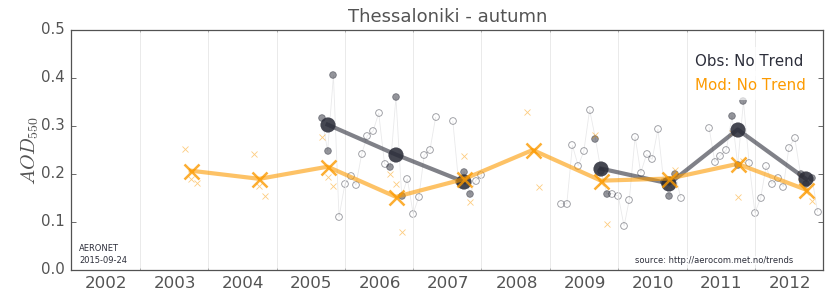 Thessaloniki - autumn
0.5
0.4
0.3
0.2
0.1
0.0
AOD550
Obs: No Trend
Mod: No Trend
AERONET
2015-09-24
source: http://aerocom.met.no/trends
2002 2003 2004 2005 2006 2007 2008 2009 2010 2011 2012